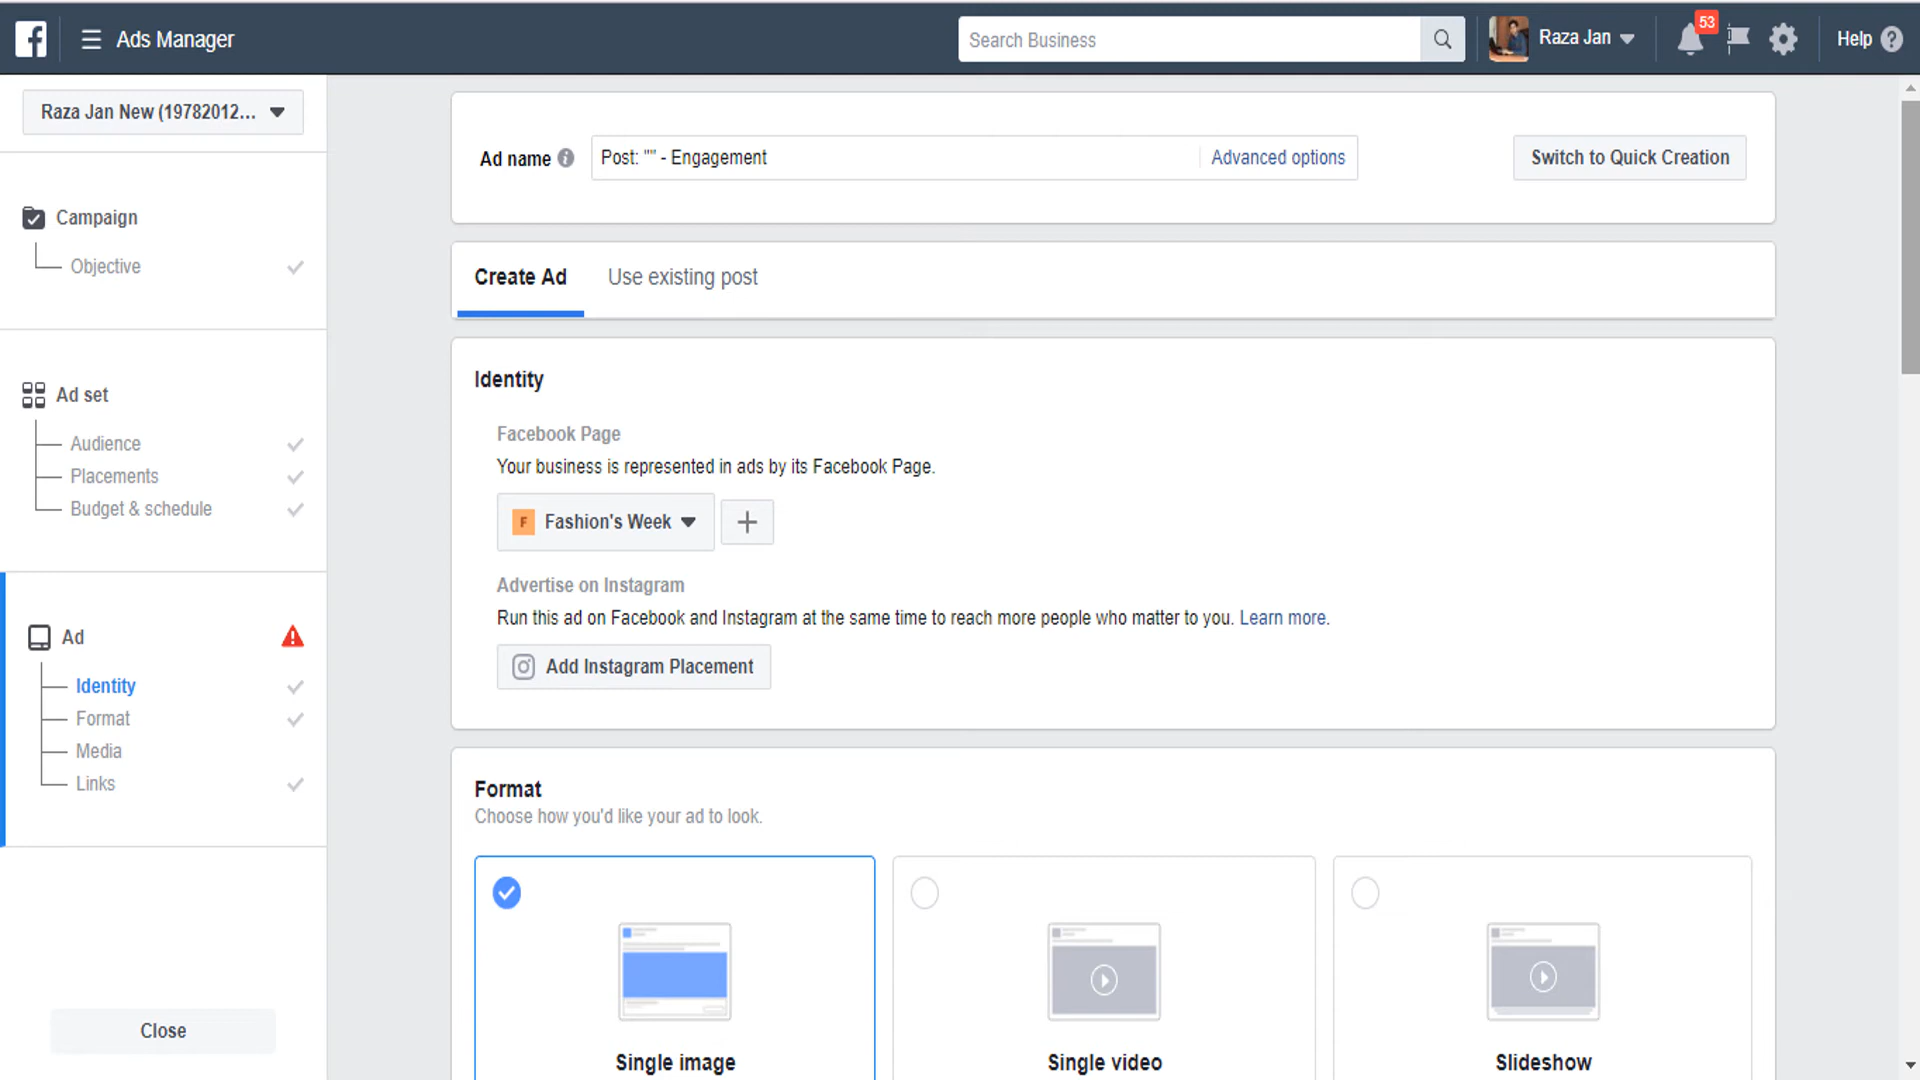 Ads Manager
Search Business
Raza Jan
53
Help
Raza Jan New (19782012...
Campaign
Objective
Ad set
Audience
Placements
Budget & schedule
Ad
Identity
Format
Media
Links
Close
Ad name
Post: "" - Engagement
Advanced options
Switch to Quick Creation
Create Ad
Use existing post
Identity
Facebook Page
Your business is represented in ads by its Facebook Page.
F
Fashion's Week
Advertise on Instagram
Run this ad on Facebook and Instagram at the same time to reach more people who matter to you. Learn more.
Add Instagram Placement
Format
Choose how you'd like your ad to look.
Single image
Single video
Slideshow